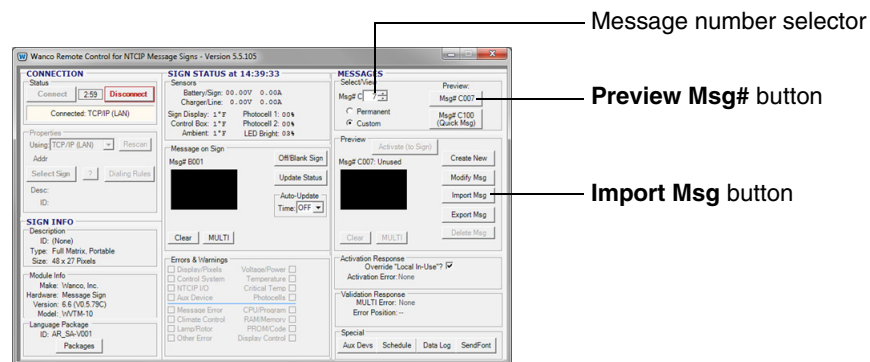 Message number selector
Preview Msg# button
Import Msg button
Wanco Remote Control for NTCIP Message Signs - Version 5.5.105
CONNECTION
Status
Connect 2:59 Disconnect
Connected: TCP/IP (LAN)
Properties
Using: TCP/IP (LAN) Rescan
Addr
Select Sign ? Dialing Rules
Desc:
ID:
SIGN INFO
Description
ID: (None)
Type: Full Matrix, Portable
Size: 48 x 27 Pixels
Module Info
Make: Wanco, Inc.
Hardware: Message Sign
Version: 6.6 (V0.5.79C)
Model: WVTM-10
Language Package
ID: AR_SA-V001
Packages
SIGN STATUS at 14:39:33
Sensors
Battery/Sign: 00.00V 0.00A
Charger/Line: 0.00V 0.00A
Sign Display: 1°F Photocell 1: 00%
Control Box: 1°F Photocell 2: 00%
Ambient: 1°F LED Bright: 03%
Message on Sign
Msg# B001
Off/Blank Sign
Update Status
Auto-Update
Time: OFF
Clear MULTI
Errors & Warnings
Display/Pixels Voltage/Power
Control System Temperature
NTCIP I/O Critical Temp
Aux Device Photocells
Message Error CPU/Program
Climate Control RAM/Memory
Lamp/Rotor PROM/Code
Other Error Display Control
MESSAGES
Select/View
Msg# C 7
Permanent
Custom
Preview:
Msg# C007
Msg# C100
(Quick Msg)
Preview
Activate (to Sign)
Msg# C007: Unused
Create New
Modify Msg
Import Msg
Export Msg
Delete Msg
Clear MULTI
Activation Response
Override "Local In-Use"?
Activation Error: None
Validation Response
MULTI Error: None
Error Position: --
Special
Aux Devs Schedule Data Log SendFont